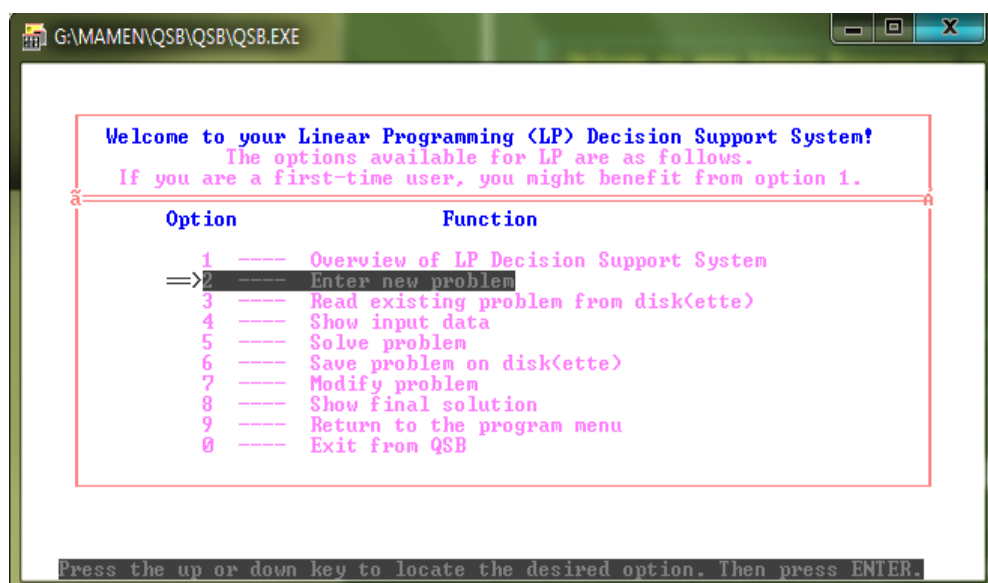 G:\MAMEN\QSB\QSB\QSB.EXE
Welcome to your Linear Programming (LP) Decision Support System!
The options available for LP are as follows.
If you are a first-time user, you might benefit from option 1.
Option Function
1 ---- Overview of LP Decision Support System
==>2 ---- Enter new problem
3 ---- Read existing problem from disk(ette)
4 ---- Show input data
5 ---- Solve problem
6 ---- Save problem on disk(ette)
7 ---- Modify problem
8 ---- Show final solution
9 ---- Return to the program menu
0 ---- Exit from QSB
Press the up or down key to locate the desired option. Then press ENTER.